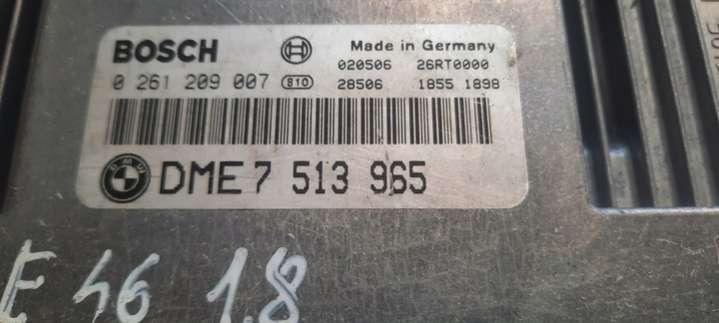 BOSCH Made in Germany
020506 26RT0000
0 261 209 007 810 28506 1855 1898
BMW DME 7 513 965
E 46 1.8